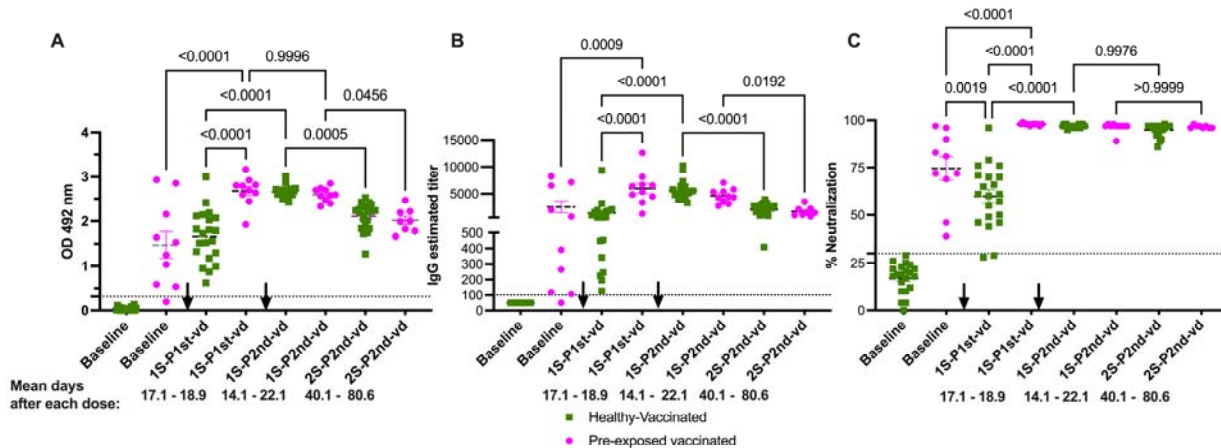 A
<0.0001
0.9996
<0.0001
0.0456
<0.0001
0.0005
4
3
2
1
0
OD 492 nm
Baseline
Baseline
1S-P1st-vd
1S-P1st-vd
1S-P2nd-vd
1S-P2nd-vd
2S-P2nd-vd
2S-P2nd-vd
B
0.0009
<0.0001
0.0192
<0.0001
<0.0001
15000
12500
10000
7500
5000
500
400
300
200
100
0
IgG estimated titer
Baseline
Baseline
1S-P1st-vd
1S-P1st-vd
1S-P2nd-vd
1S-P2nd-vd
2S-P2nd-vd
2S-P2nd-vd
C
<0.0001
<0.0001
0.9976
0.0019
<0.0001
>0.9999
100
75
50
25
0
% Neutralization
Baseline
Baseline
1S-P1st-vd
1S-P1st-vd
1S-P2nd-vd
1S-P2nd-vd
2S-P2nd-vd
2S-P2nd-vd
Mean days
after each dose:
17.1 - 18.9 14.1 - 22.1 40.1 - 80.6
17.1 - 18.9 14.1 - 22.1 40.1 - 80.6
17.1 - 18.9 14.1 - 22.1 40.1 - 80.6
Healthy-Vaccinated
Pre-exposed vaccinated